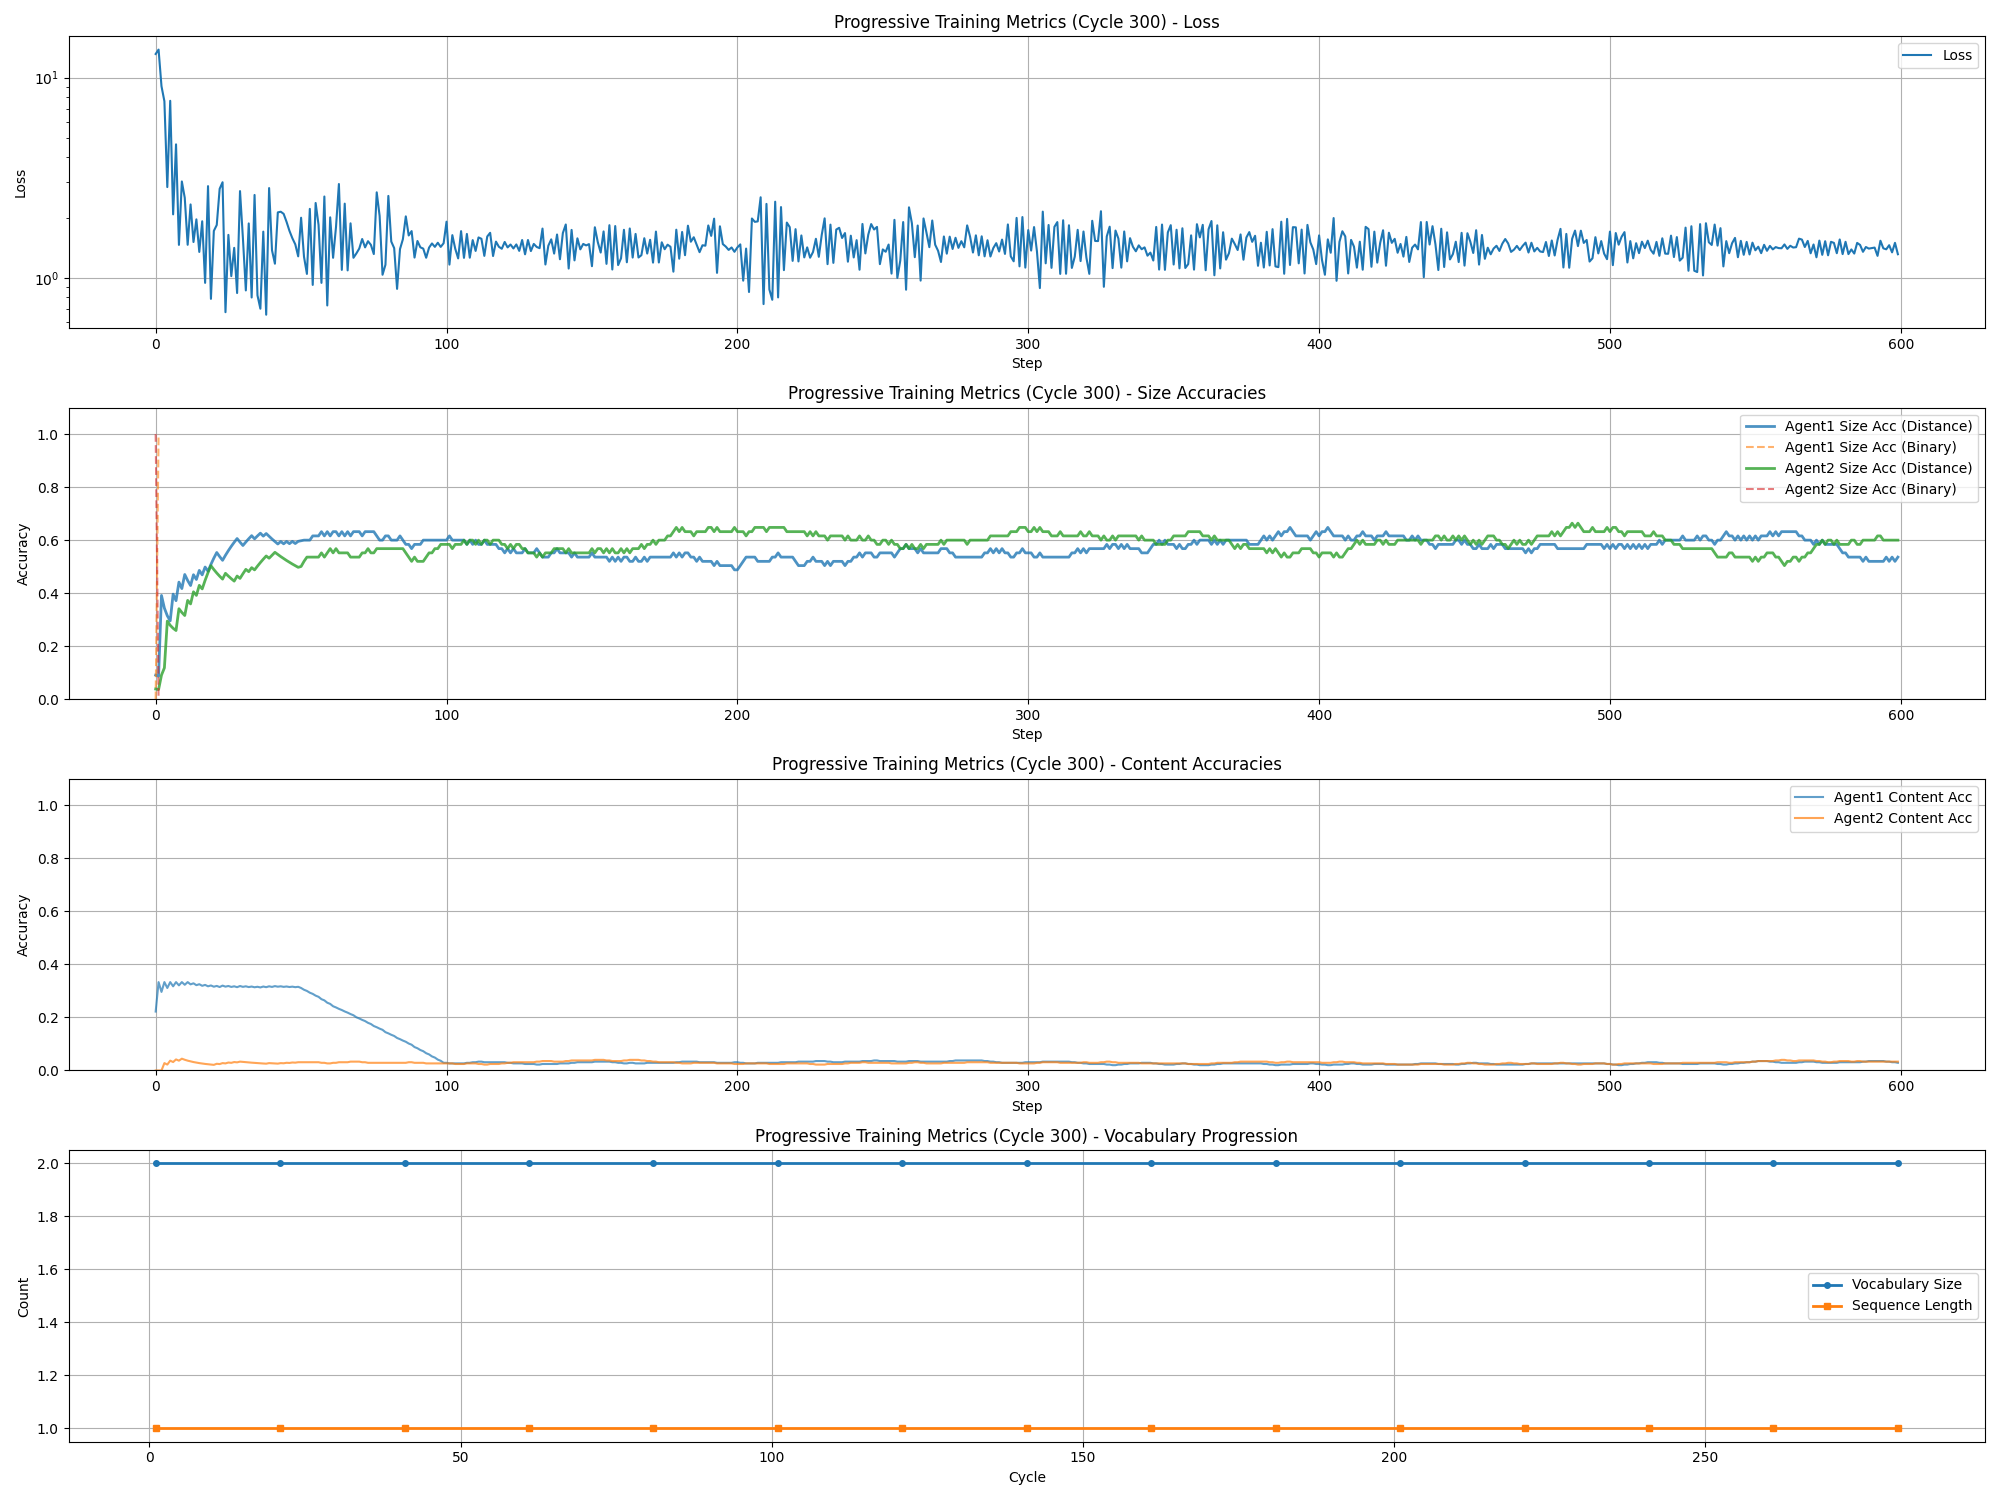 Progressive Training Metrics (Cycle 300) - Loss
Loss
10¹
10⁰
Loss
0 100 200 300 400 500 600
Step
Progressive Training Metrics (Cycle 300) - Size Accuracies
Agent1 Size Acc (Distance)
Agent1 Size Acc (Binary)
Agent2 Size Acc (Distance)
Agent2 Size Acc (Binary)
1.0
0.8
0.6
0.4
0.2
0.0
Accuracy
0 100 200 300 400 500 600
Step
Progressive Training Metrics (Cycle 300) - Content Accuracies
Agent1 Content Acc
Agent2 Content Acc
1.0
0.8
0.6
0.4
0.2
0.0
Accuracy
0 100 200 300 400 500 600
Step
Progressive Training Metrics (Cycle 300) - Vocabulary Progression
2.0
1.8
1.6
1.4
1.2
1.0
Count
Vocabulary Size
Sequence Length
0 50 100 150 200 250
Cycle